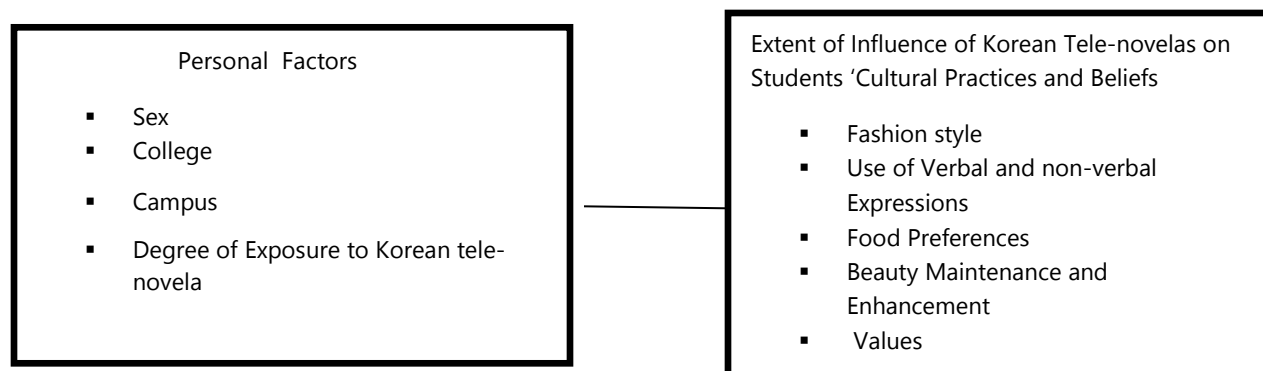 Personal Factors
▪ Sex
▪ College
▪ Campus
▪ Degree of Exposure to Korean tele-
novela
Extent of Influence of Korean Tele-novelas on
Students ‘Cultural Practices and Beliefs
▪ Fashion style
▪ Use of Verbal and non-verbal
Expressions
▪ Food Preferences
▪ Beauty Maintenance and
Enhancement
▪ Values